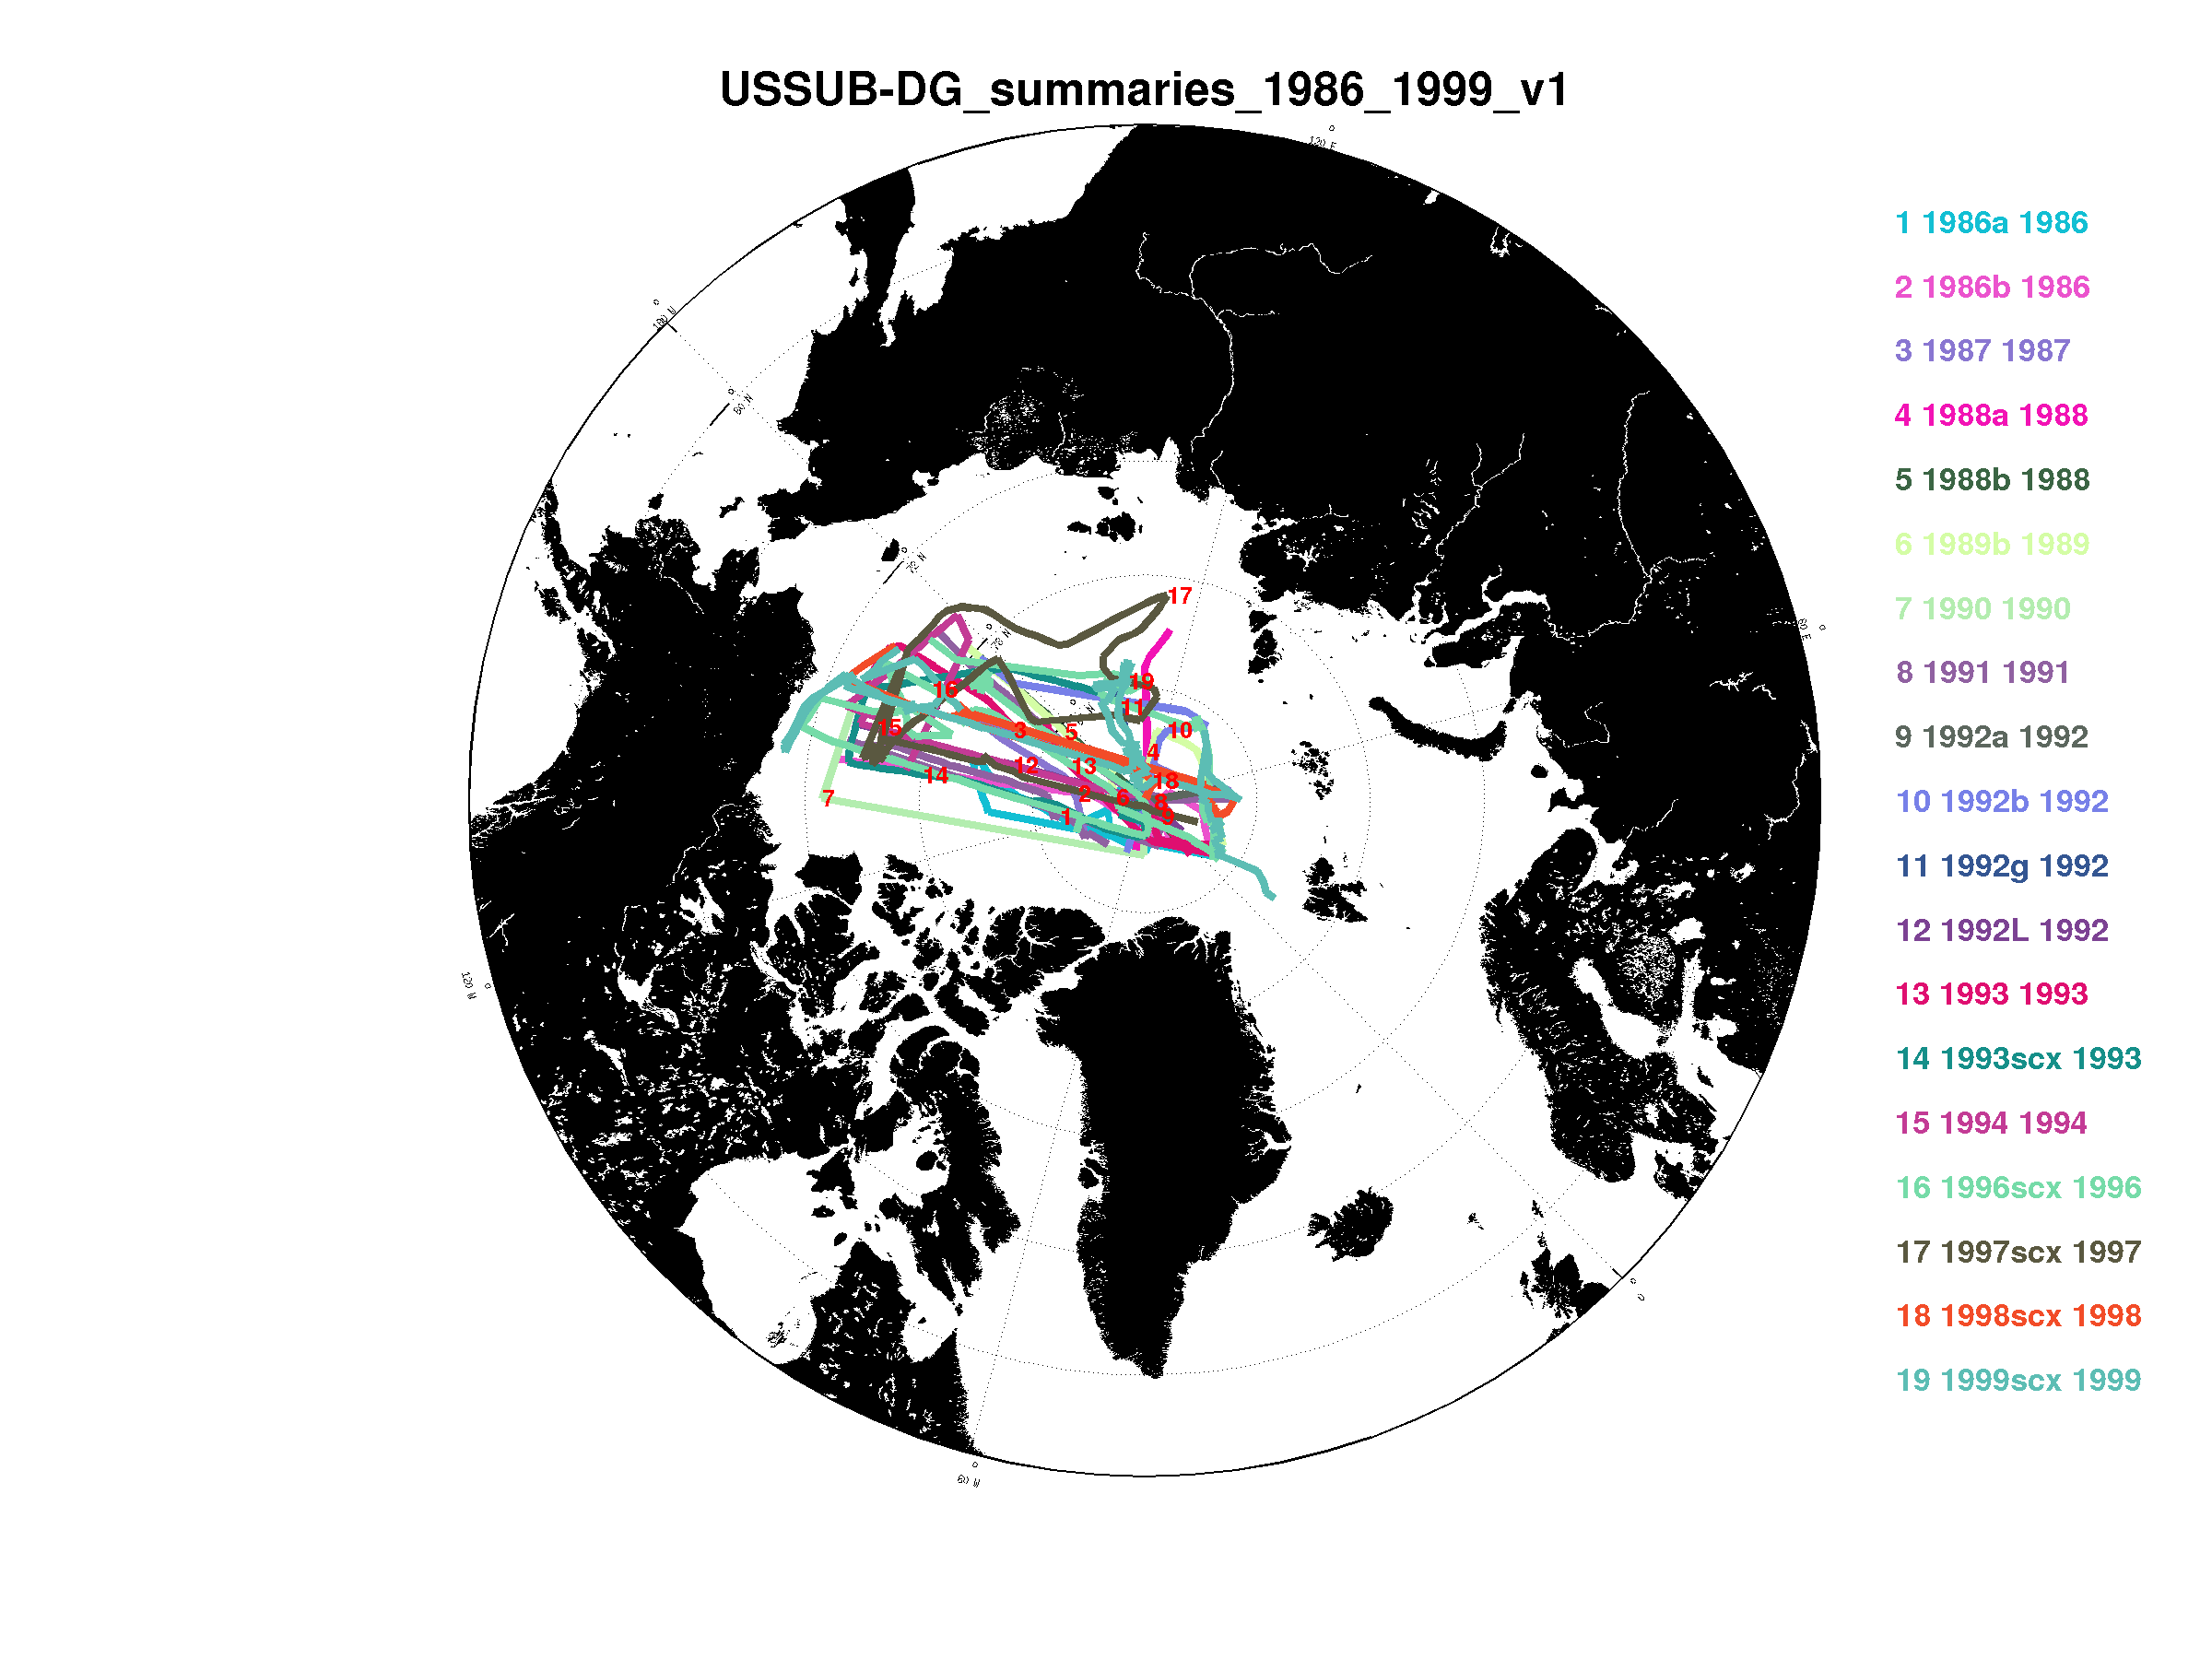 USSUB-DG_summaries_1986_1999_v1
120 E
180 W
60 N
70 N
60 E
1 1986a 1986
2 1986b 1986
3 1987 1987
4 1988a 1988
5 1988b 1988
6 1989b 1989
7 1990 1990
8 1991 1991
9 1992a 1992
10 1992b 1992
11 1992g 1992
12 1992L 1992
13 1993 1993
14 1993scx 1993
15 1994 1994
16 1996scx 1996
17 1997scx 1997
18 1998scx 1998
19 1999scx 1999
17
19
16
11
15
3
5
10
4
12
13
18
14
2
6
8
7
1
9
120 W
60 W
0